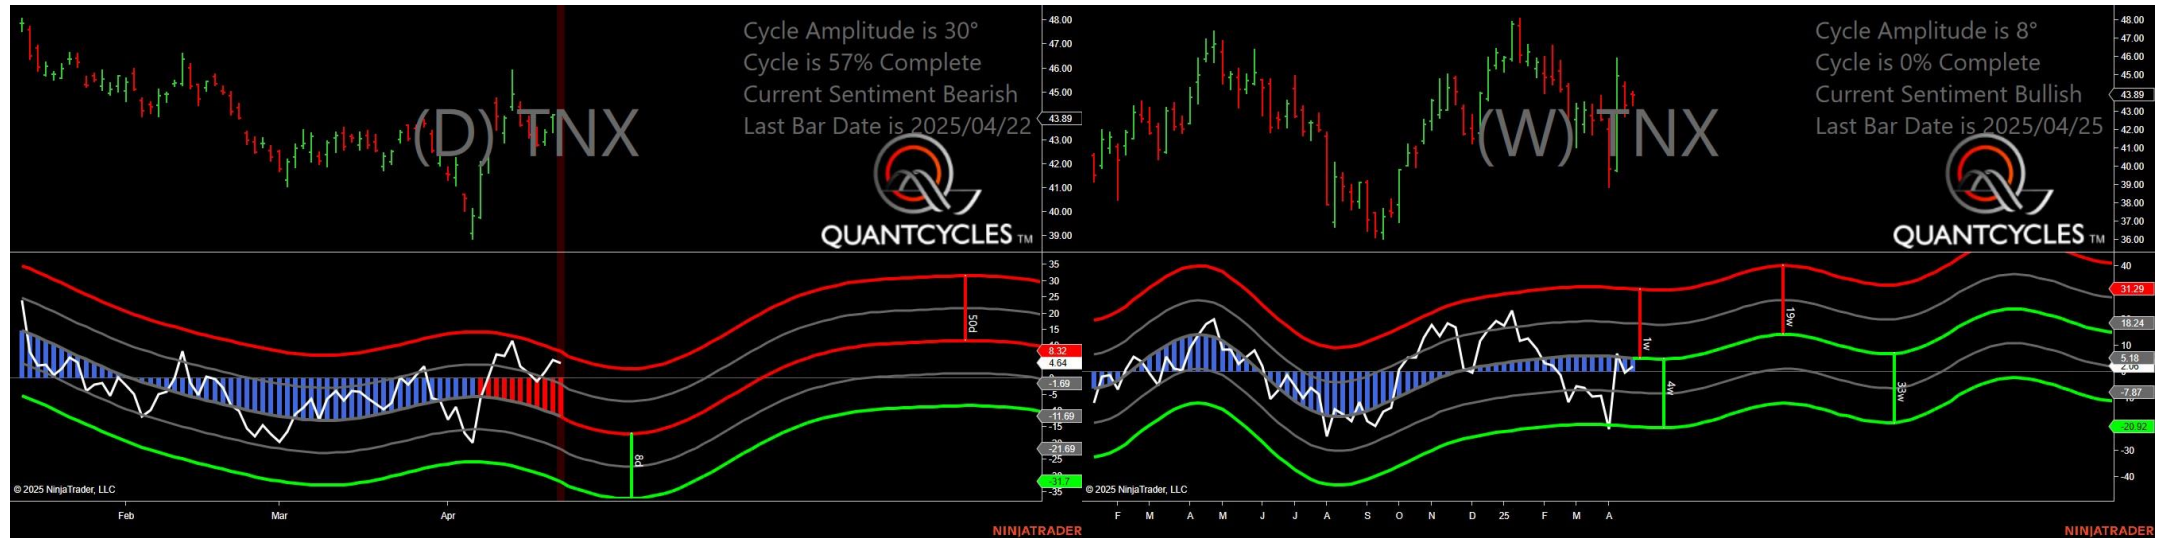 Cycle Amplitude is 30°
Cycle is 57% Complete
Current Sentiment Bearish
Last Bar Date is 2025/04/22
(D) TNX
QUANTCYCLES TM
48.00
47.00
46.00
45.00
43.89
43.00
42.00
41.00
40.00
39.00
35
30
25
20
15
8.32
4.64
-1.69
-5
-11.69
-15
-21.69
-25
-31.7
-35
50d
8d
© 2025 NinjaTrader, LLC
Feb
Mar
Apr
NINJATRADER
Cycle Amplitude is 8°
Cycle is 0% Complete
Current Sentiment Bullish
Last Bar Date is 2025/04/25
(W) TNX
QUANTCYCLES TM
48.00
47.00
46.00
45.00
43.89
43.00
42.00
41.00
40.00
39.00
38.00
37.00
36.00
40
31.29
18.24
10
5.18
2.06
-7.87
-20.92
-30
-40
1w
4w
19w
33w
© 2025 NinjaTrader, LLC
F M A M J J A S O N D 25 F M A
NINJATRADER